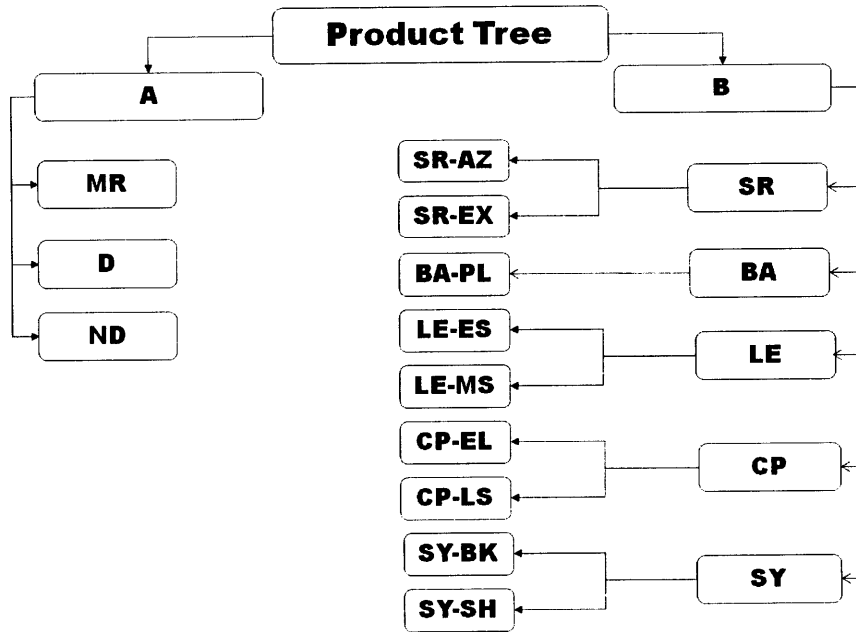 Product Tree
A
B
MR
D
ND
SR-AZ
SR-EX
SR
BA-PL
BA
LE-ES
LE-MS
LE
CP-EL
CP-LS
CP
SY-BK
SY-SH
SY